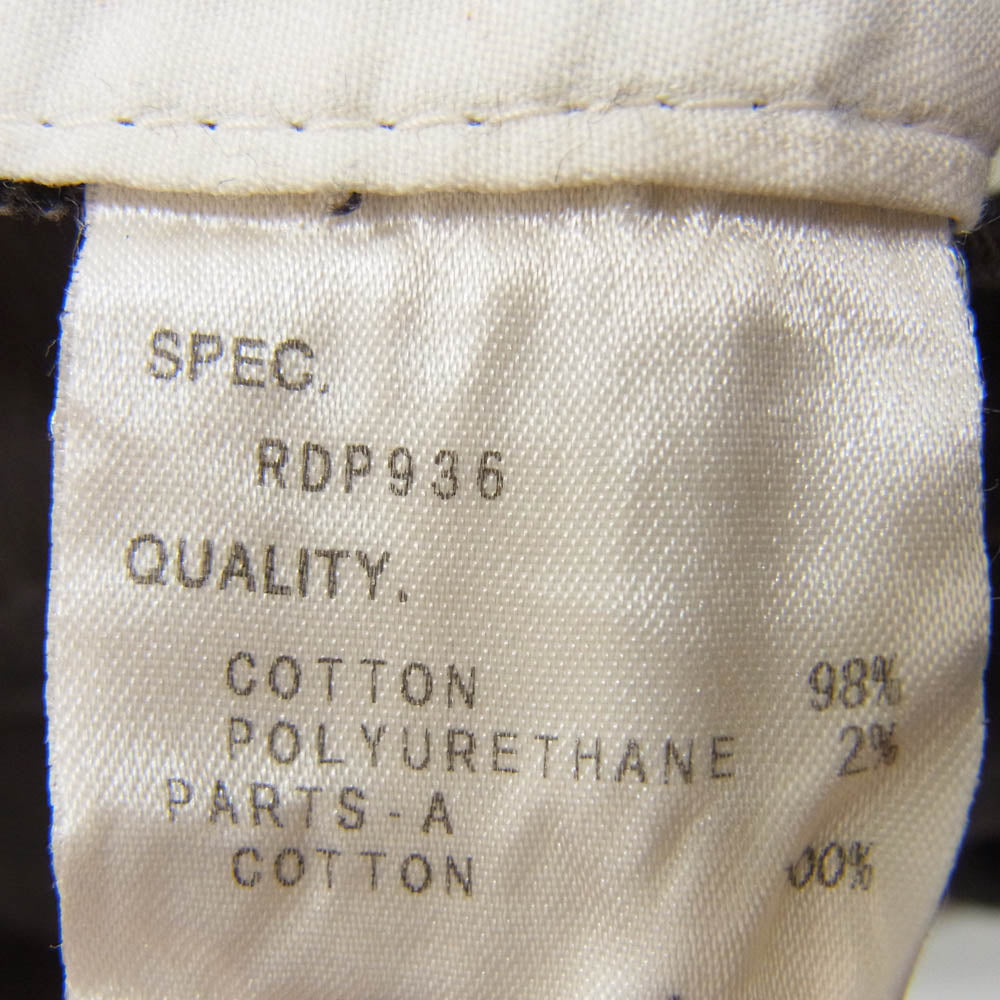 SPEC.
RDP936
QUALITY.
COTTON 98%
POLYURETHANE 2%
PARTS-A
COTTON 00%